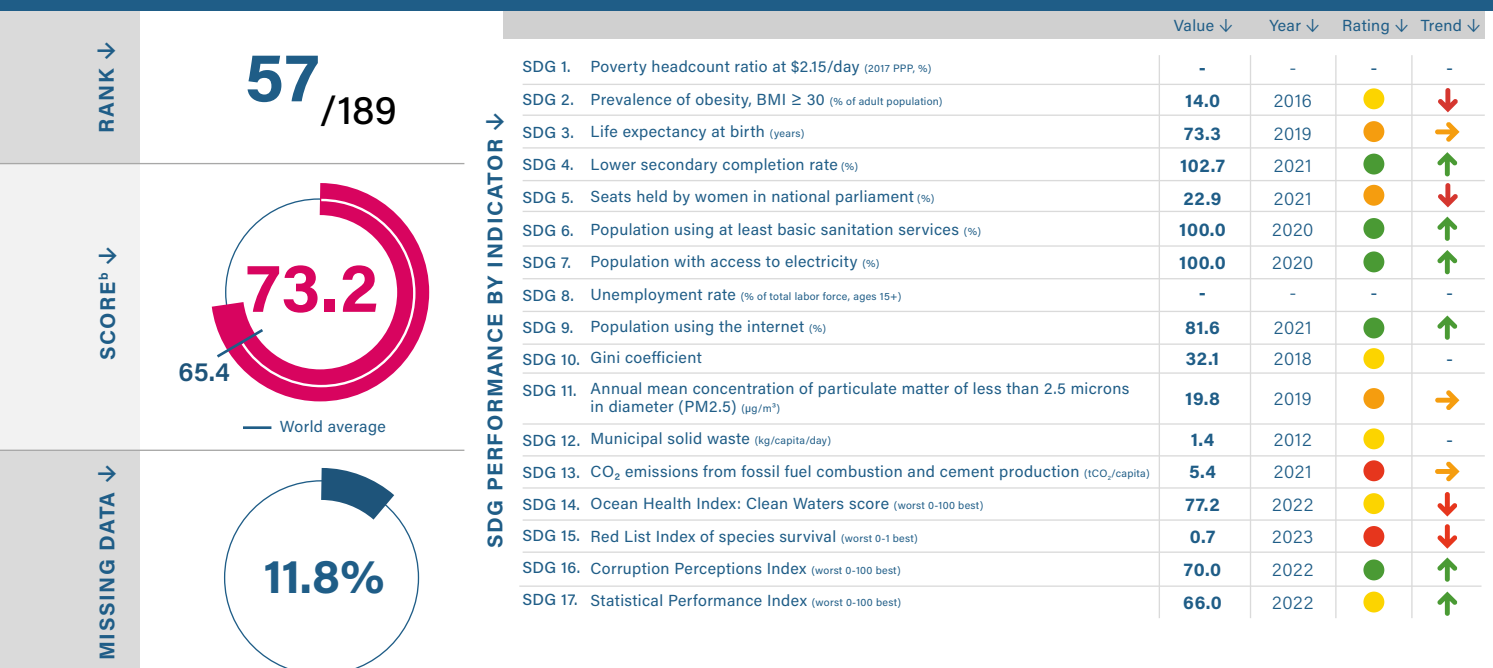 RANK →
57 /189
SCOREᵇ →
73.2
65.4
World average
MISSING DATA →
11.8%
SDG PERFORMANCE BY INDICATOR →
Value ↓ Year ↓ Rating ↓ Trend ↓
SDG 1. Poverty headcount ratio at $2.15/day (2017 PPP, %) - - - -
SDG 2. Prevalence of obesity, BMI ≥ 30 (% of adult population) 14.0 2016
SDG 3. Life expectancy at birth (years) 73.3 2019
SDG 4. Lower secondary completion rate (%) 102.7 2021
SDG 5. Seats held by women in national parliament (%) 22.9 2021
SDG 6. Population using at least basic sanitation services (%) 100.0 2020
SDG 7. Population with access to electricity (%) 100.0 2020
SDG 8. Unemployment rate (% of total labor force, ages 15+) - - - -
SDG 9. Population using the internet (%) 81.6 2021
SDG 10. Gini coefficient 32.1 2018 -
SDG 11. Annual mean concentration of particulate matter of less than 2.5 microns
in diameter (PM2.5) (μg/m³) 19.8 2019
SDG 12. Municipal solid waste (kg/capita/day) 1.4 2012 -
SDG 13. CO₂ emissions from fossil fuel combustion and cement production (tCO₂/capita) 5.4 2021
SDG 14. Ocean Health Index: Clean Waters score (worst 0-100 best) 77.2 2022
SDG 15. Red List Index of species survival (worst 0-1 best) 0.7 2023
SDG 16. Corruption Perceptions Index (worst 0-100 best) 70.0 2022
SDG 17. Statistical Performance Index (worst 0-100 best) 66.0 2022